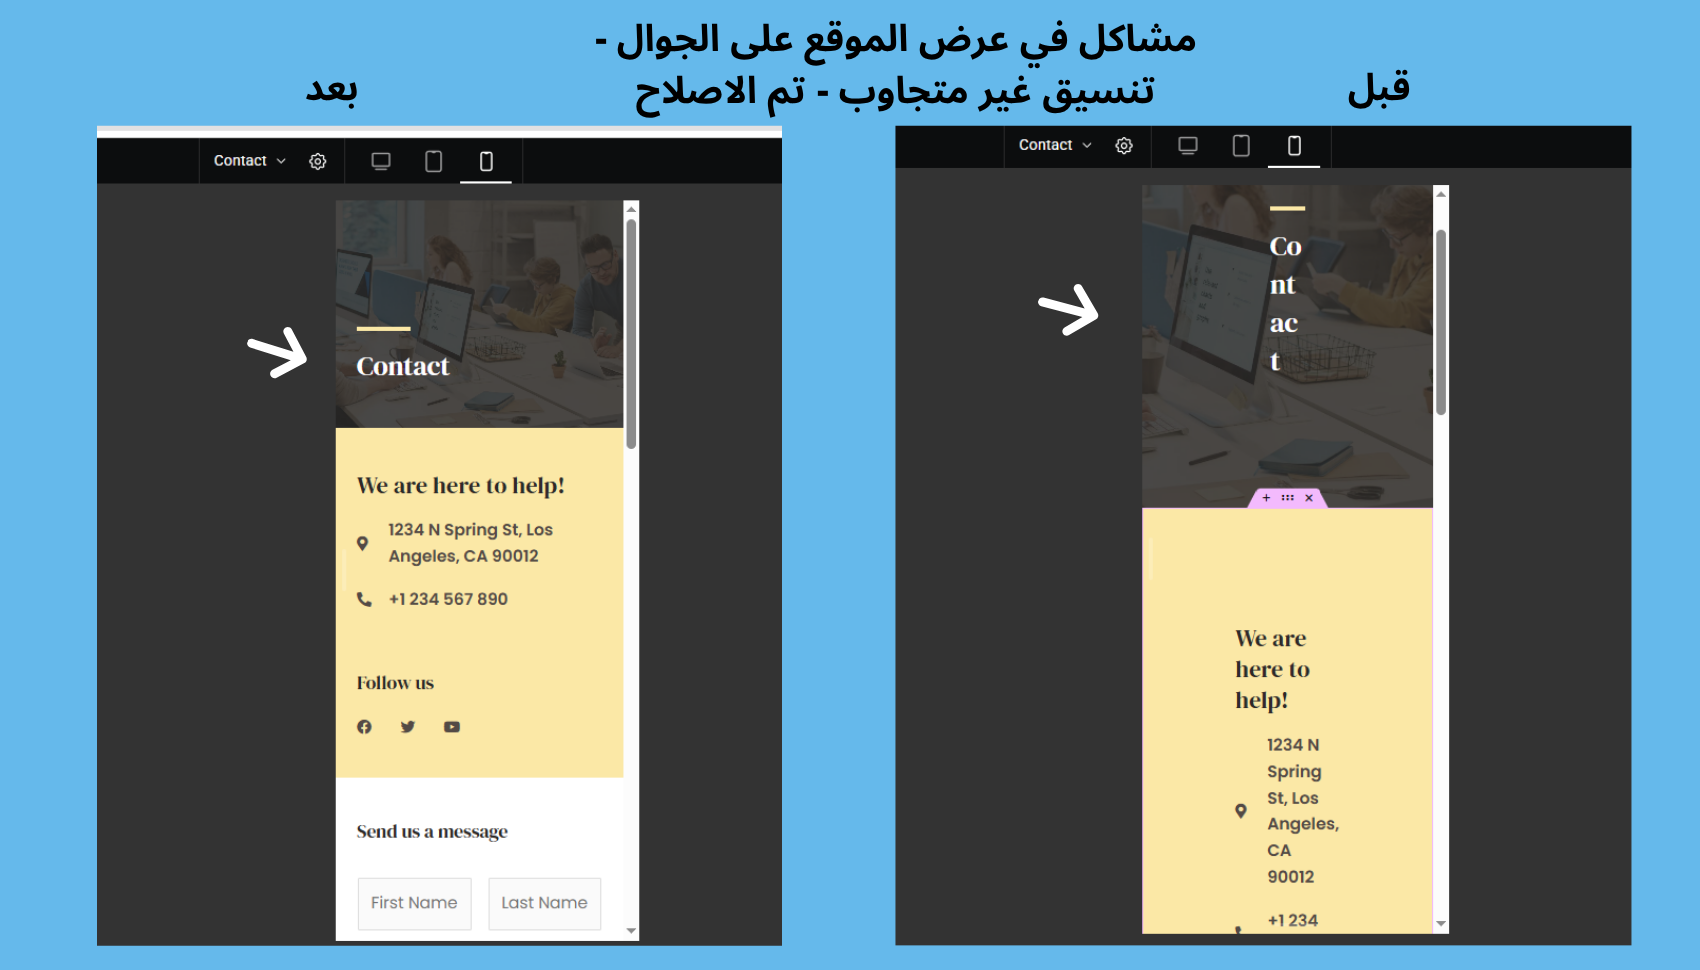 مشاكل في عرض الموقع على الجوال -
تنسيق غير متجاوب - تم الاصلاح
قبل
Contact
Co
nt
ac
t
We are
here to
help!
1234 N
Spring
St, Los
Angeles,
CA
90012
+1 234
بعد
Contact
Contact
We are here to help!
1234 N Spring St, Los
Angeles, CA 90012
+1 234 567 890
Follow us
Send us a message
First Name
Last Name